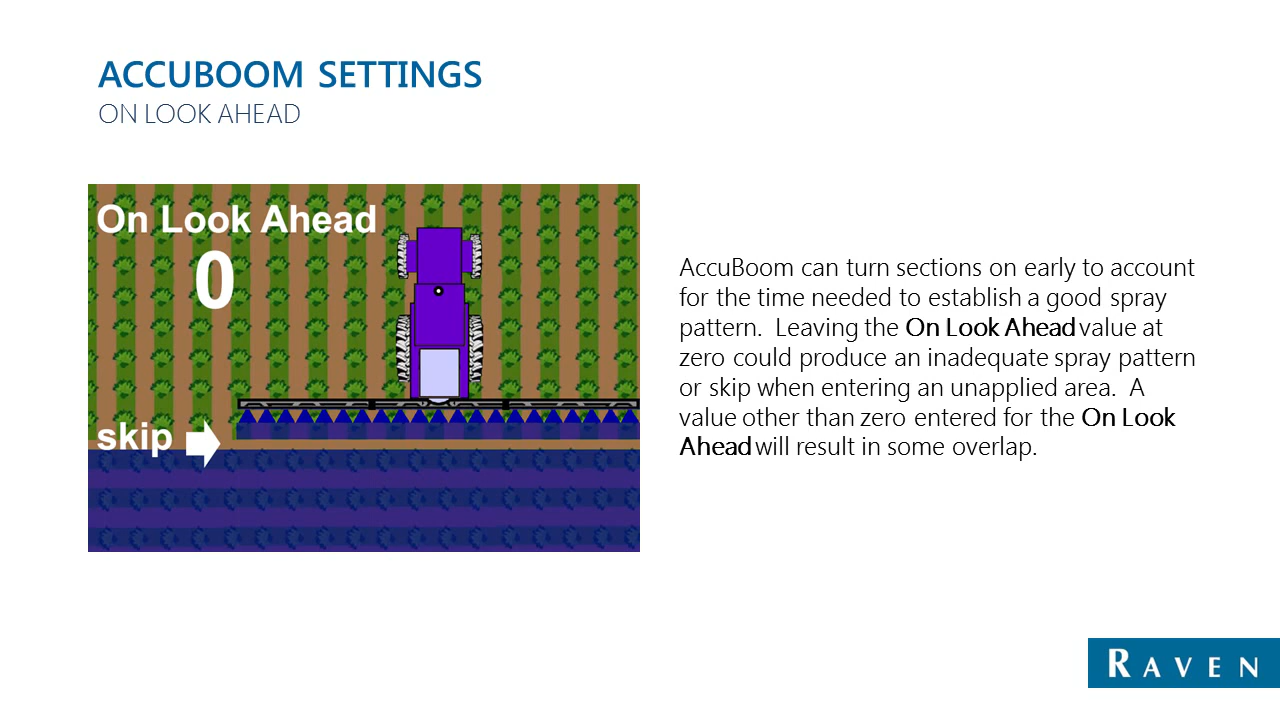 ACCUBOOM SETTINGS
ON LOOK AHEAD
On Look Ahead
0
skip
AccuBoom can turn sections on early to account
for the time needed to establish a good spray
pattern. Leaving the On Look Ahead value at
zero could produce an inadequate spray pattern
or skip when entering an unapplied area. A
value other than zero entered for the On Look
Ahead will result in some overlap.
RAVEN